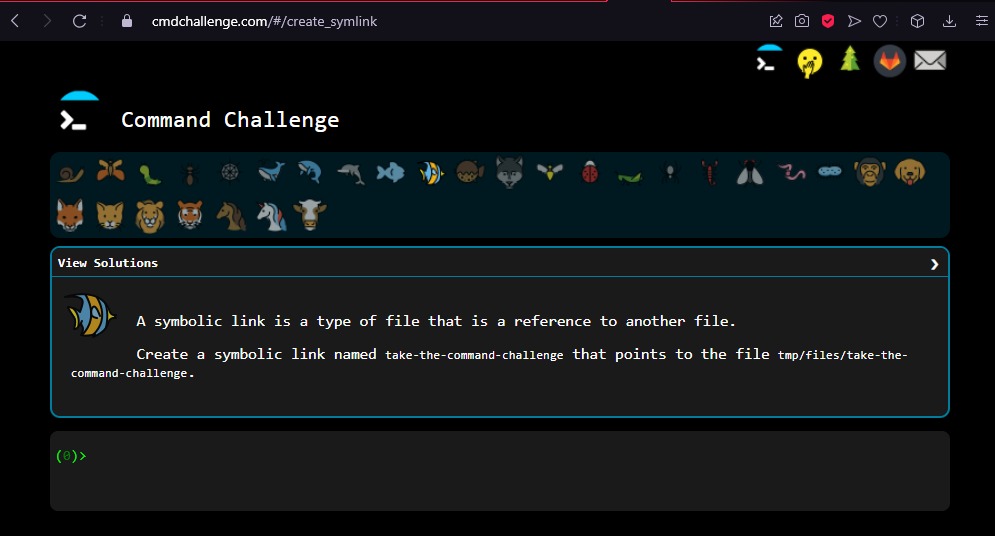 cmdchallenge.com/#/create_symlink
Command Challenge
View Solutions
A symbolic link is a type of file that is a reference to another file.
Create a symbolic link named take-the-command-challenge that points to the file tmp/files/take-the-
command-challenge.
(0)>